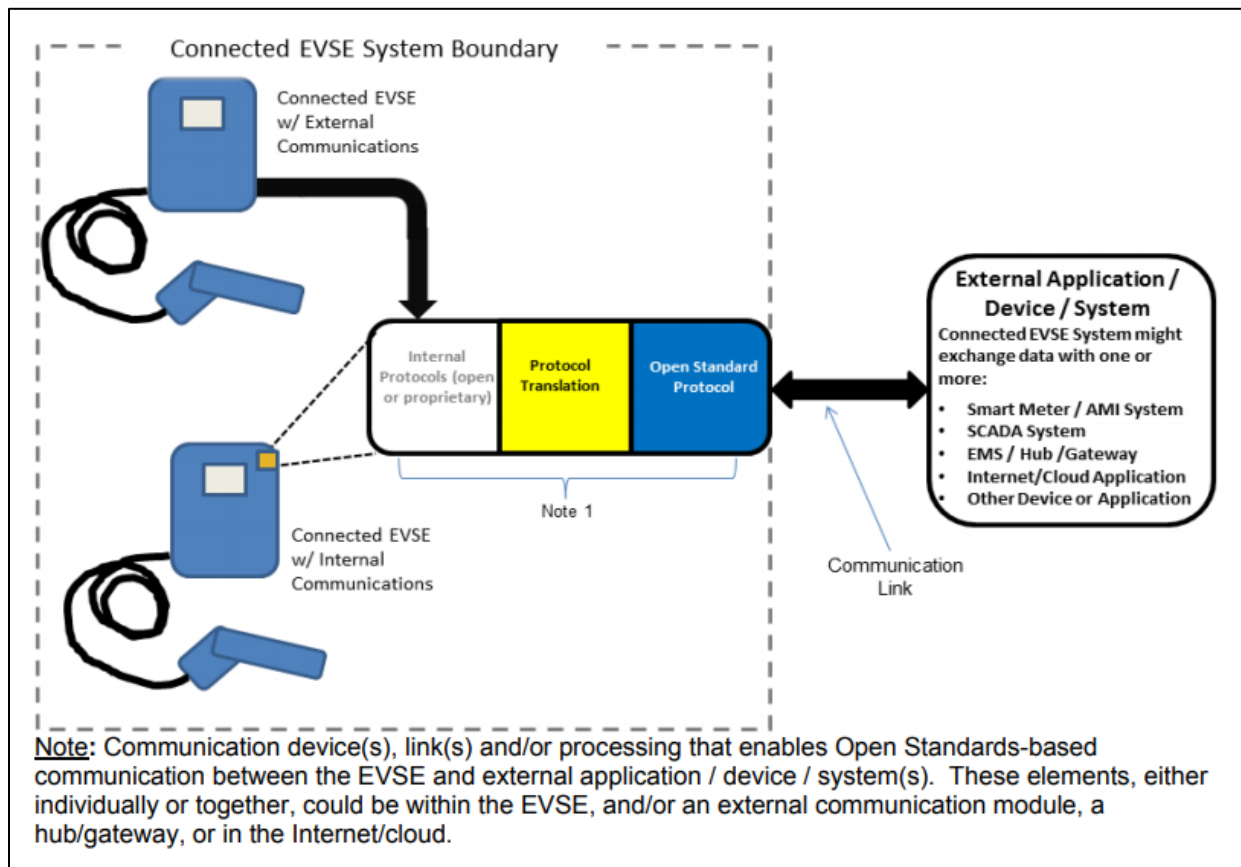 Connected EVSE System Boundary
Connected EVSE
w/ External
Communications
Internal
Protocols (open
or proprietary)
Protocol
Translation
Open Standard
Protocol
Note 1
Connected EVSE
w/ Internal
Communications
External Application /
Device / System
Connected EVSE System might
exchange data with one or
more:
• Smart Meter / AMI System
• SCADA System
• EMS / Hub /Gateway
• Internet/Cloud Application
• Other Device or Application
Communication
Link
Note: Communication device(s), link(s) and/or processing that enables Open Standards-based
communication between the EVSE and external application / device / system(s).  These elements, either
individually or together, could be within the EVSE, and/or an external communication module, a
hub/gateway, or in the Internet/cloud.